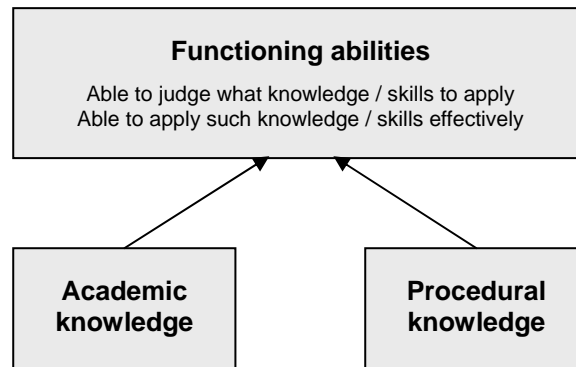 Functioning abilities
Able to judge what knowledge / skills to apply
Able to apply such knowledge / skills effectively
Academic
knowledge
Procedural
knowledge